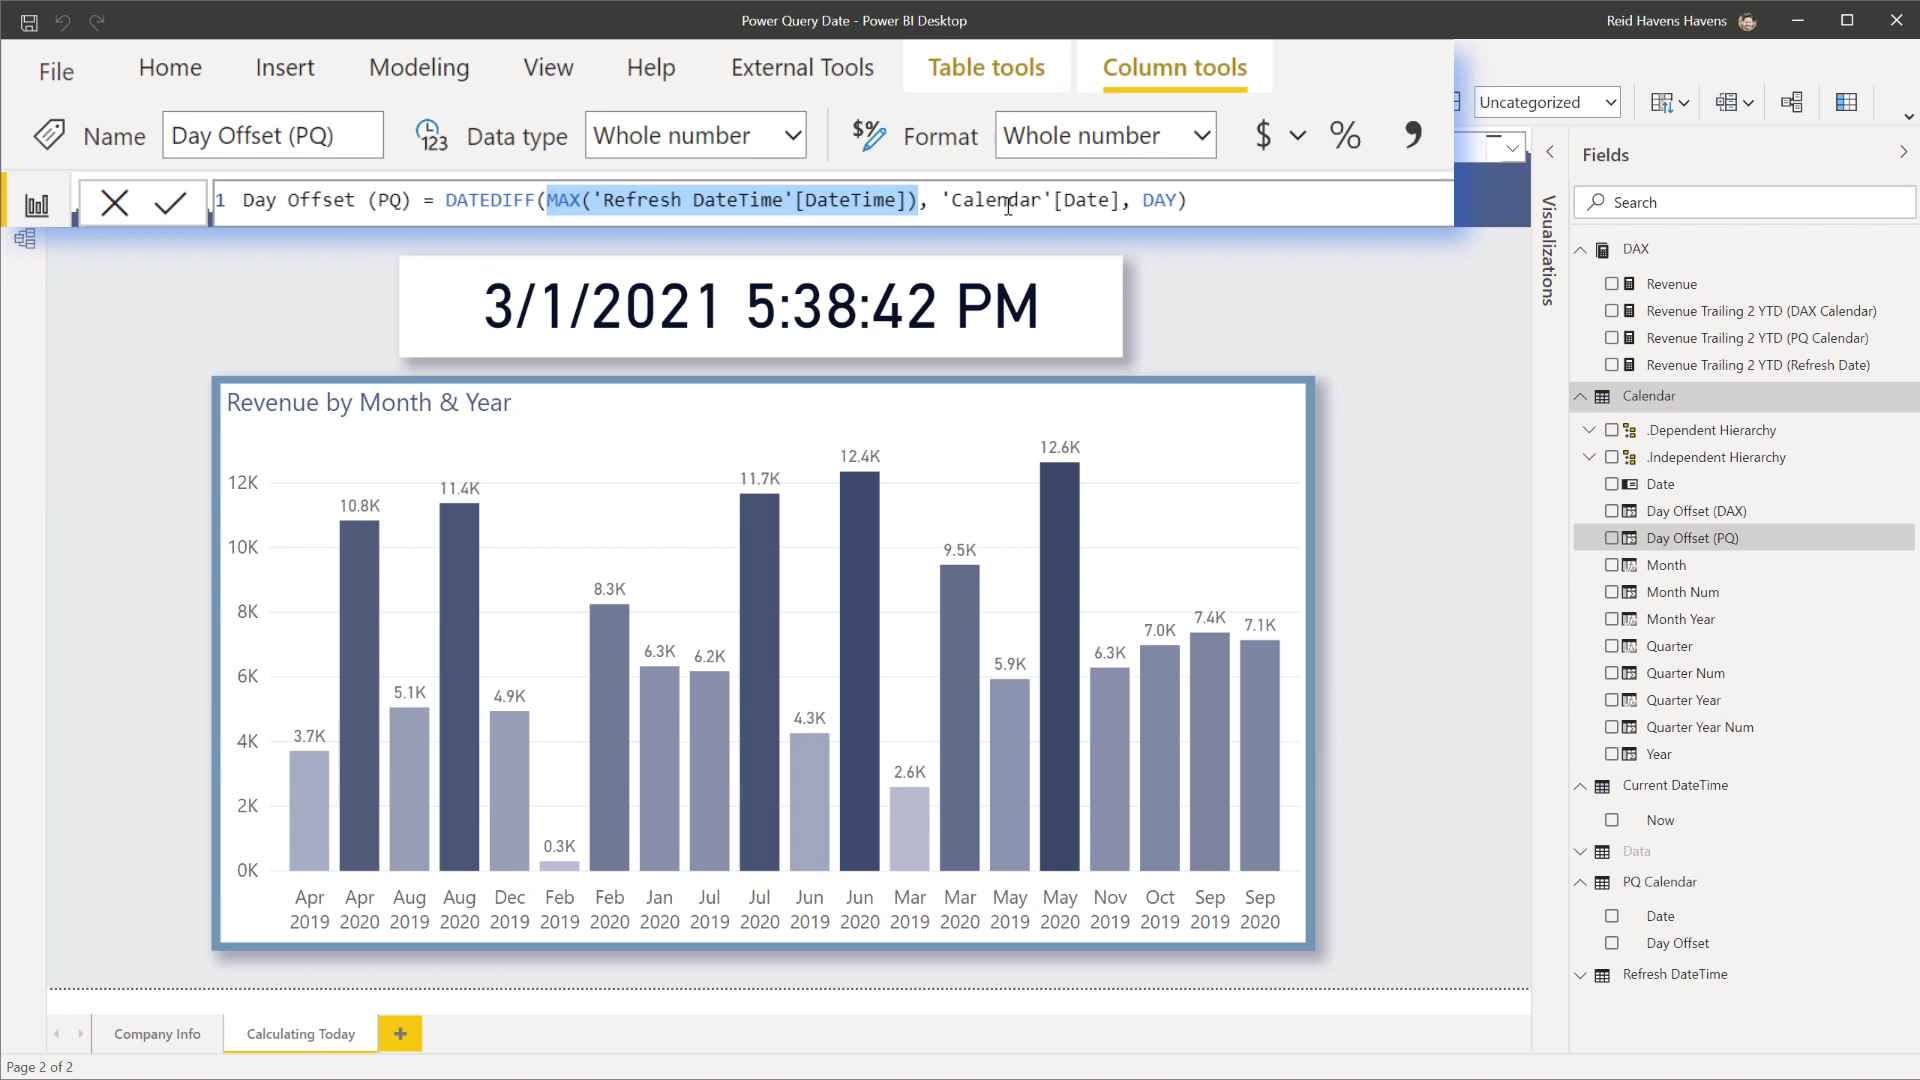 Power Query Date - Power BI Desktop
Reid Havens Havens
File Home Insert Modeling View Help External Tools Table tools Column tools
Name Day Offset (PQ) Data type Whole number Format Whole number $ % ,
Uncategorized
1 Day Offset (PQ) = DATEDIFF(MAX('Refresh DateTime'[DateTime]), 'Calendar'[Date], DAY)
3/1/2021 5:38:42 PM
Revenue by Month & Year
12K
10K
8K
6K
4K
2K
0K
3.7K
10.8K
5.1K
11.4K
4.9K
0.3K
8.3K
6.3K
6.2K
11.7K
4.3K
12.4K
2.6K
9.5K
5.9K
12.6K
6.3K
7.0K
7.4K
7.1K
Apr Apr Aug Aug Dec Feb Feb Jan Jul Jul Jun Jun Mar Mar May May Nov Oct Sep Sep
2019 2020 2019 2020 2019 2019 2020 2020 2019 2020 2019 2020 2019 2020 2019 2020 2019 2019 2019 2020
Visualizations
Fields
Search
DAX
Revenue
Revenue Trailing 2 YTD (DAX Calendar)
Revenue Trailing 2 YTD (PQ Calendar)
Revenue Trailing 2 YTD (Refresh Date)
Calendar
.Dependent Hierarchy
.Independent Hierarchy
Date
Day Offset (DAX)
Day Offset (PQ)
Month
Month Num
Month Year
Quarter
Quarter Num
Quarter Year
Quarter Year Num
Year
Current DateTime
Now
Data
PQ Calendar
Date
Day Offset
Refresh DateTime
Company Info Calculating Today +
Page 2 of 2